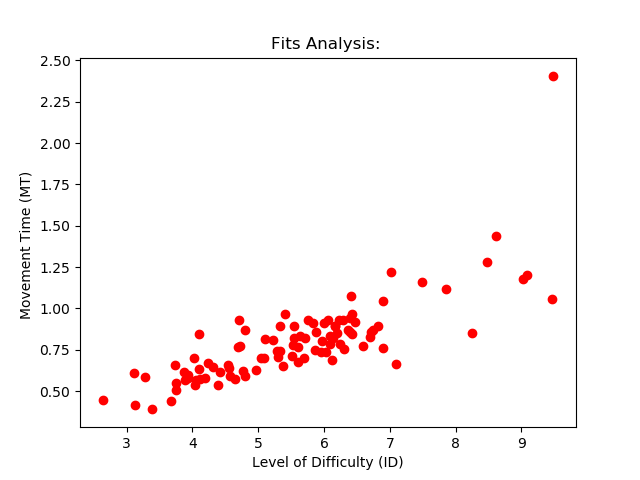 Fits Analysis:
2.50
2.25
2.00
1.75
1.50
1.25
1.00
0.75
0.50
Movement Time (MT)
3 4 5 6 7 8 9
Level of Difficulty (ID)